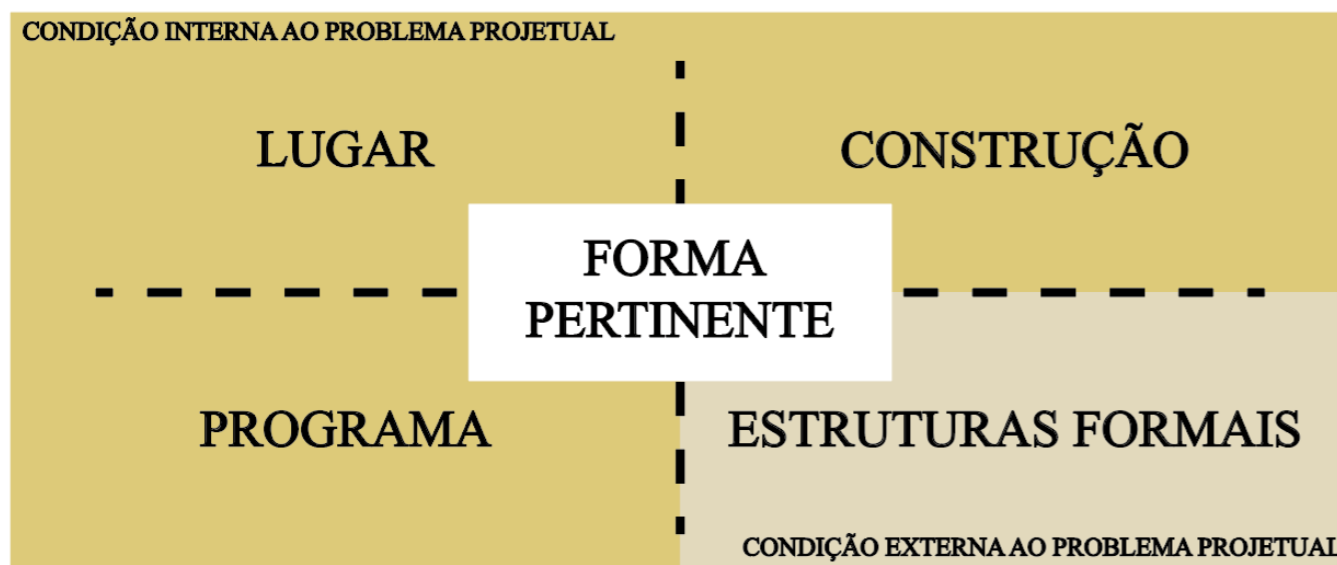 CONDIÇÃO INTERNA AO PROBLEMA PROJETUAL
LUGAR
CONSTRUÇÃO
FORMA
PERTINENTE
PROGRAMA
ESTRUTURAS FORMAIS
CONDIÇÃO EXTERNA AO PROBLEMA PROJETUAL